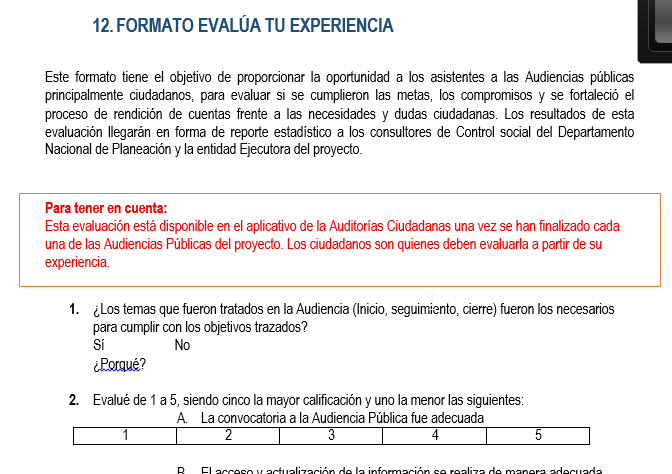 12. FORMATO EVALÚA TU EXPERIENCIA
Este formato tiene el objetivo de proporcionar la oportunidad a los asistentes a las Audiencias públicas
principalmente ciudadanos, para evaluar si se cumplieron las metas, los compromisos y se fortaleció el
proceso de rendición de cuentas frente a las necesidades y dudas ciudadanas. Los resultados de esta
evaluación llegarán en forma de reporte estadístico a los consultores de Control social del Departamento
Nacional de Planeación y la entidad Ejecutora del proyecto.
Para tener en cuenta:
Esta evaluación está disponible en el aplicativo de la Auditorías Ciudadanas una vez se han finalizado cada
una de las Audiencias Públicas del proyecto. Los ciudadanos son quienes deben evaluarla a partir de su
experiencia.
1. ¿Los temas que fueron tratados en la Audiencia (Inicio, seguimiento, cierre) fueron los necesarios
para cumplir con los objetivos trazados?
Sí No
¿Porqué?
2. Evalué de 1 a 5, siendo cinco la mayor calificación y uno la menor las siguientes:
A. La convocatoria a la Audiencia Pública fue adecuada
1 2 3 4 5
B. El acceso y actualización de la información se realiza de manera adecuada